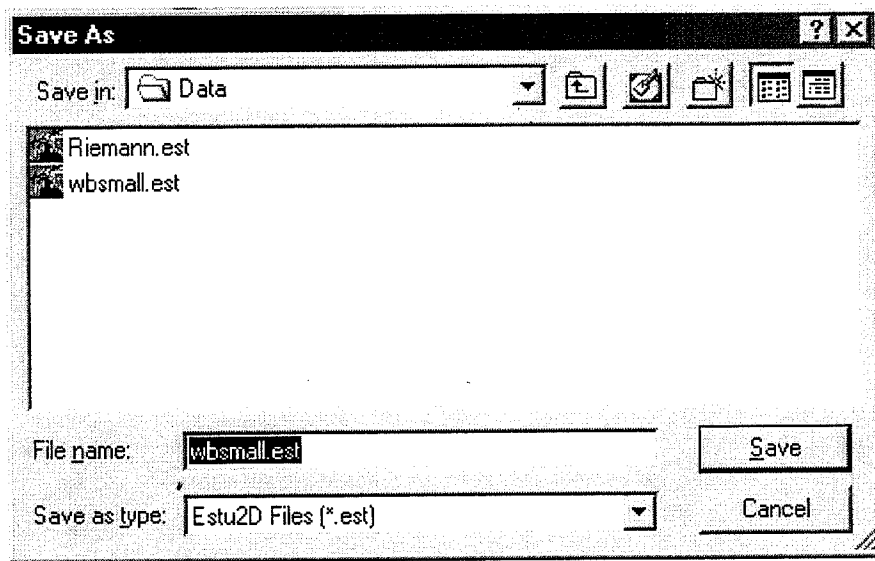 Save As
Save in: Data
Riemann.est
wbsmall.est
File name: wbsmall.est Save
Save as type: Estu2D Files (*.est) Cancel